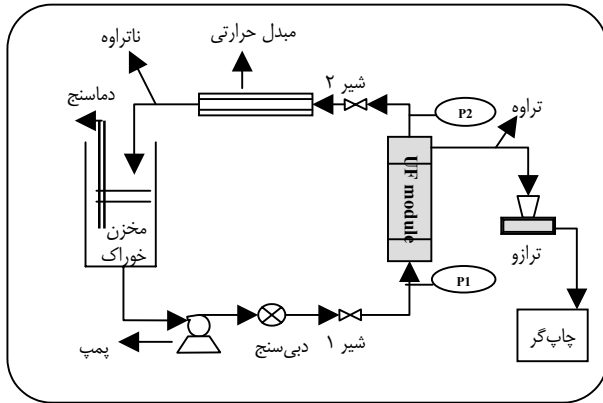 ناتراوه
مبدل حرارتی
دماسنج
شیر ۲
P2
تراوه
UF module
مخزن
خوراک
ترازو
P1
پمپ
دبی‌سنج
شیر ۱
چاپ‌گر